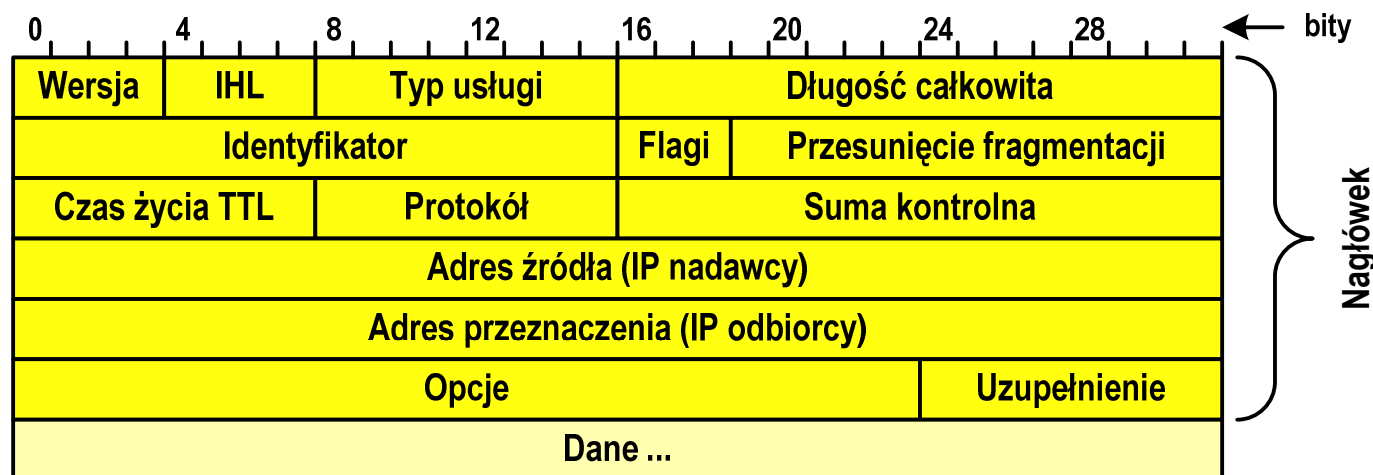 0 4 8 12 16 20 24 28 bity
Wersja IHL Typ usługi Długość całkowita
Identyfikator Flagi Przesunięcie fragmentacji
Czas życia TTL Protokół Suma kontrolna
Adres źródła (IP nadawcy)
Adres przeznaczenia (IP odbiorcy)
Opcje Uzupełnienie
Dane ...
Nagłówek